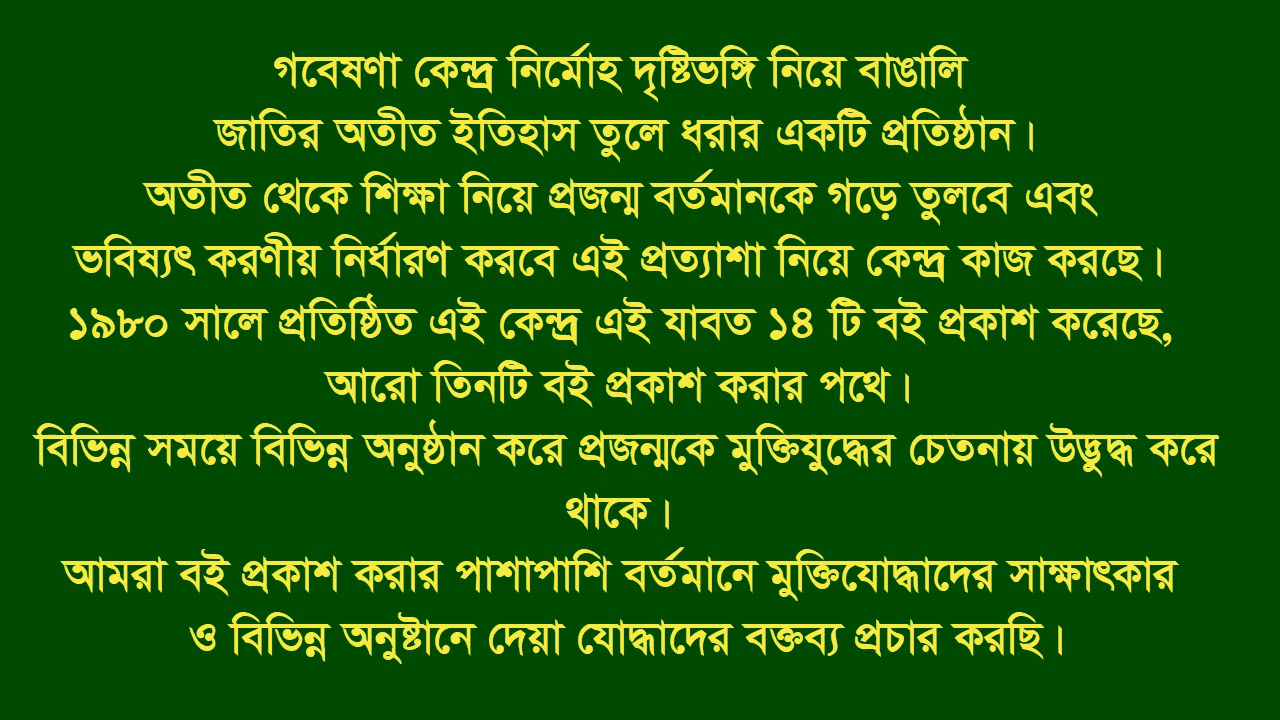 গবেষণা কেন্দ্র নির্মোহ দৃষ্টিভঙ্গি নিয়ে বাঙালি
জাতির অতীত ইতিহাস তুলে ধরার একটি প্রতিষ্ঠান।
অতীত থেকে শিক্ষা নিয়ে প্রজন্ম বর্তমানকে গড়ে তুলবে এবং
ভবিষ্যৎ করণীয় নির্ধারণ করবে এই প্রত্যাশা নিয়ে কেন্দ্র কাজ করছে।
১৯৮০ সালে প্রতিষ্ঠিত এই কেন্দ্র এই যাবত ১৪ টি বই প্রকাশ করেছে,
আরো তিনটি বই প্রকাশ করার পথে।
বিভিন্ন সময়ে বিভিন্ন অনুষ্ঠান করে প্রজন্মকে মুক্তিযুদ্ধের চেতনায় উদ্ভুদ্ধ করে
থাকে।
আমরা বই প্রকাশ করার পাশাপাশি বর্তমানে মুক্তিযোদ্ধাদের সাক্ষাৎকার
ও বিভিন্ন অনুষ্টানে দেয়া যোদ্ধাদের বক্তব্য প্রচার করছি।